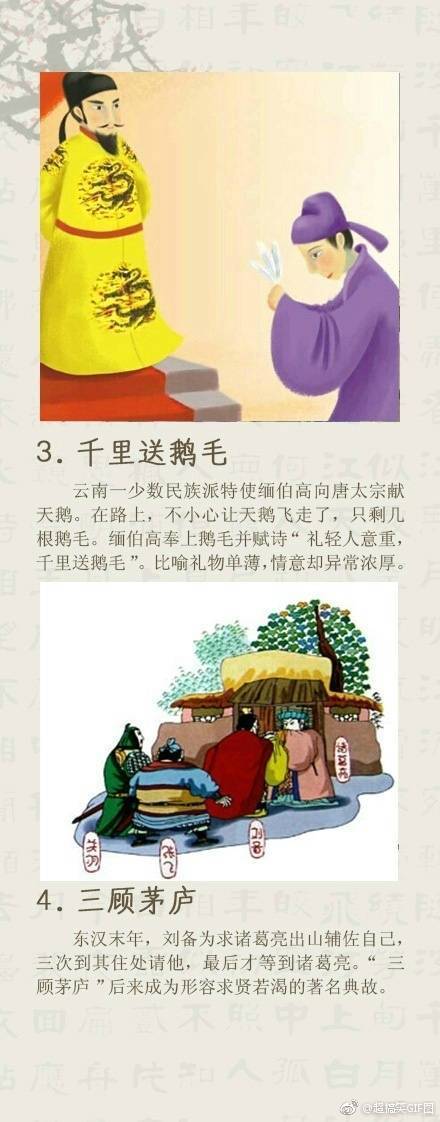 3. 千里送鹅毛
云南一少数民族派特使缅伯高向唐太宗献
天鹅。在路上，不小心让天鹅飞走了，只剩几
根鹅毛。缅伯高奉上鹅毛并赋诗“礼轻人意重，
千里送鹅毛”。比喻礼物单薄，情意却异常浓厚。
诸葛亮
刘备
张飞
关羽
4. 三顾茅庐
东汉末年，刘备为求诸葛亮出山辅佐自己，
三次到其住处请他，最后才等到诸葛亮。“三
顾茅庐”后来成为形容求贤若渴的著名典故。
@超搞笑GIF图